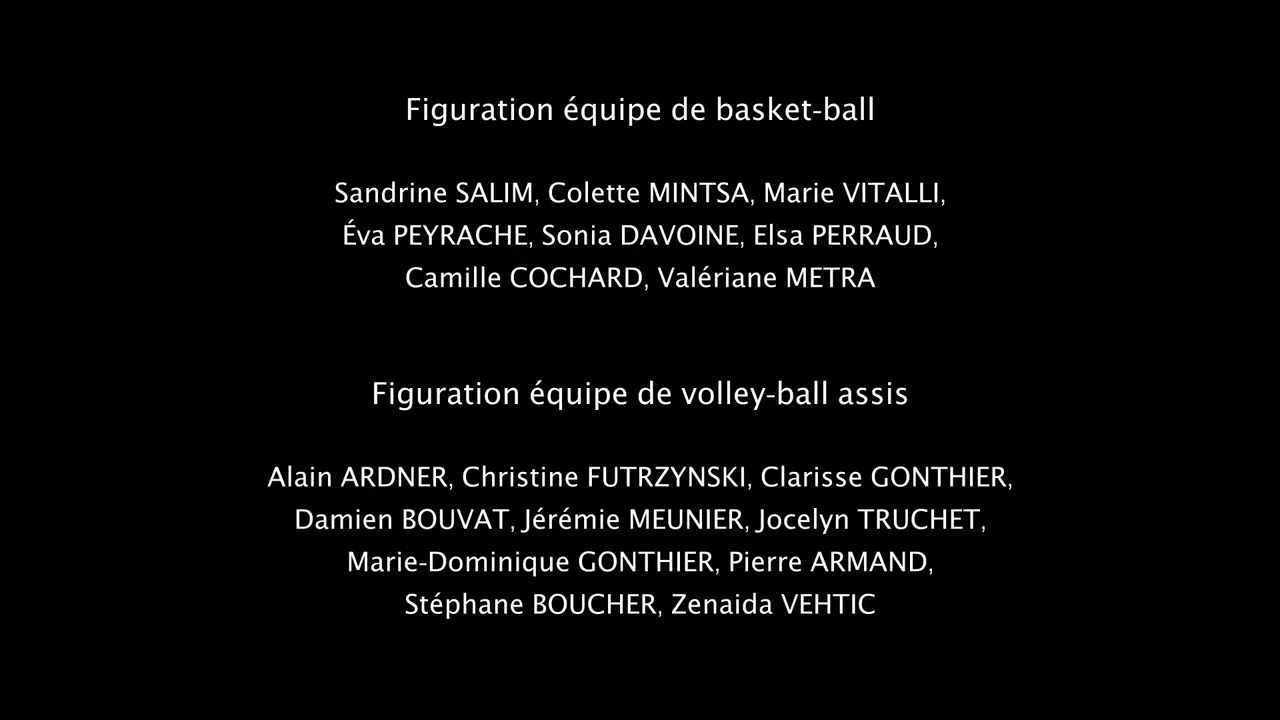 Figuration équipe de basket-ball
Sandrine SALIM, Colette MINTSA, Marie VITALLI,
Éva PEYRACHE, Sonia DAVOINE, Elsa PERRAUD,
Camille COCHARD, Valériane METRA
Figuration équipe de volley-ball assis
Alain ARDNER, Christine FUTRZYNSKI, Clarisse GONTHIER,
Damien BOUVAT, Jérémie MEUNIER, Jocelyn TRUCHET,
Marie-Dominique GONTHIER, Pierre ARMAND,
Stéphane BOUCHER, Zenaida VEHTIC